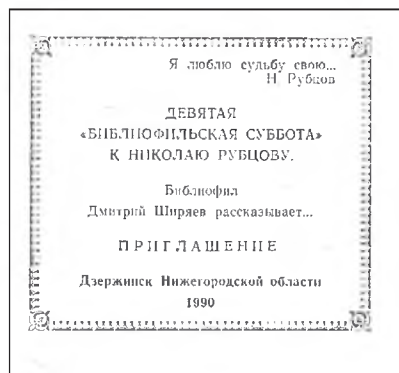 Я люблю судьбу свою...
Н. Рубцов
ДЕВЯТАЯ
«БИБЛИОФИЛЬСКАЯ СУББОТА»
К НИКОЛАЮ РУБЦОВУ.
Библиофил
Дмитрий Ширяев рассказывает...
ПРИГЛАШЕНИЕ
Дзержинск Нижегородской области
1990